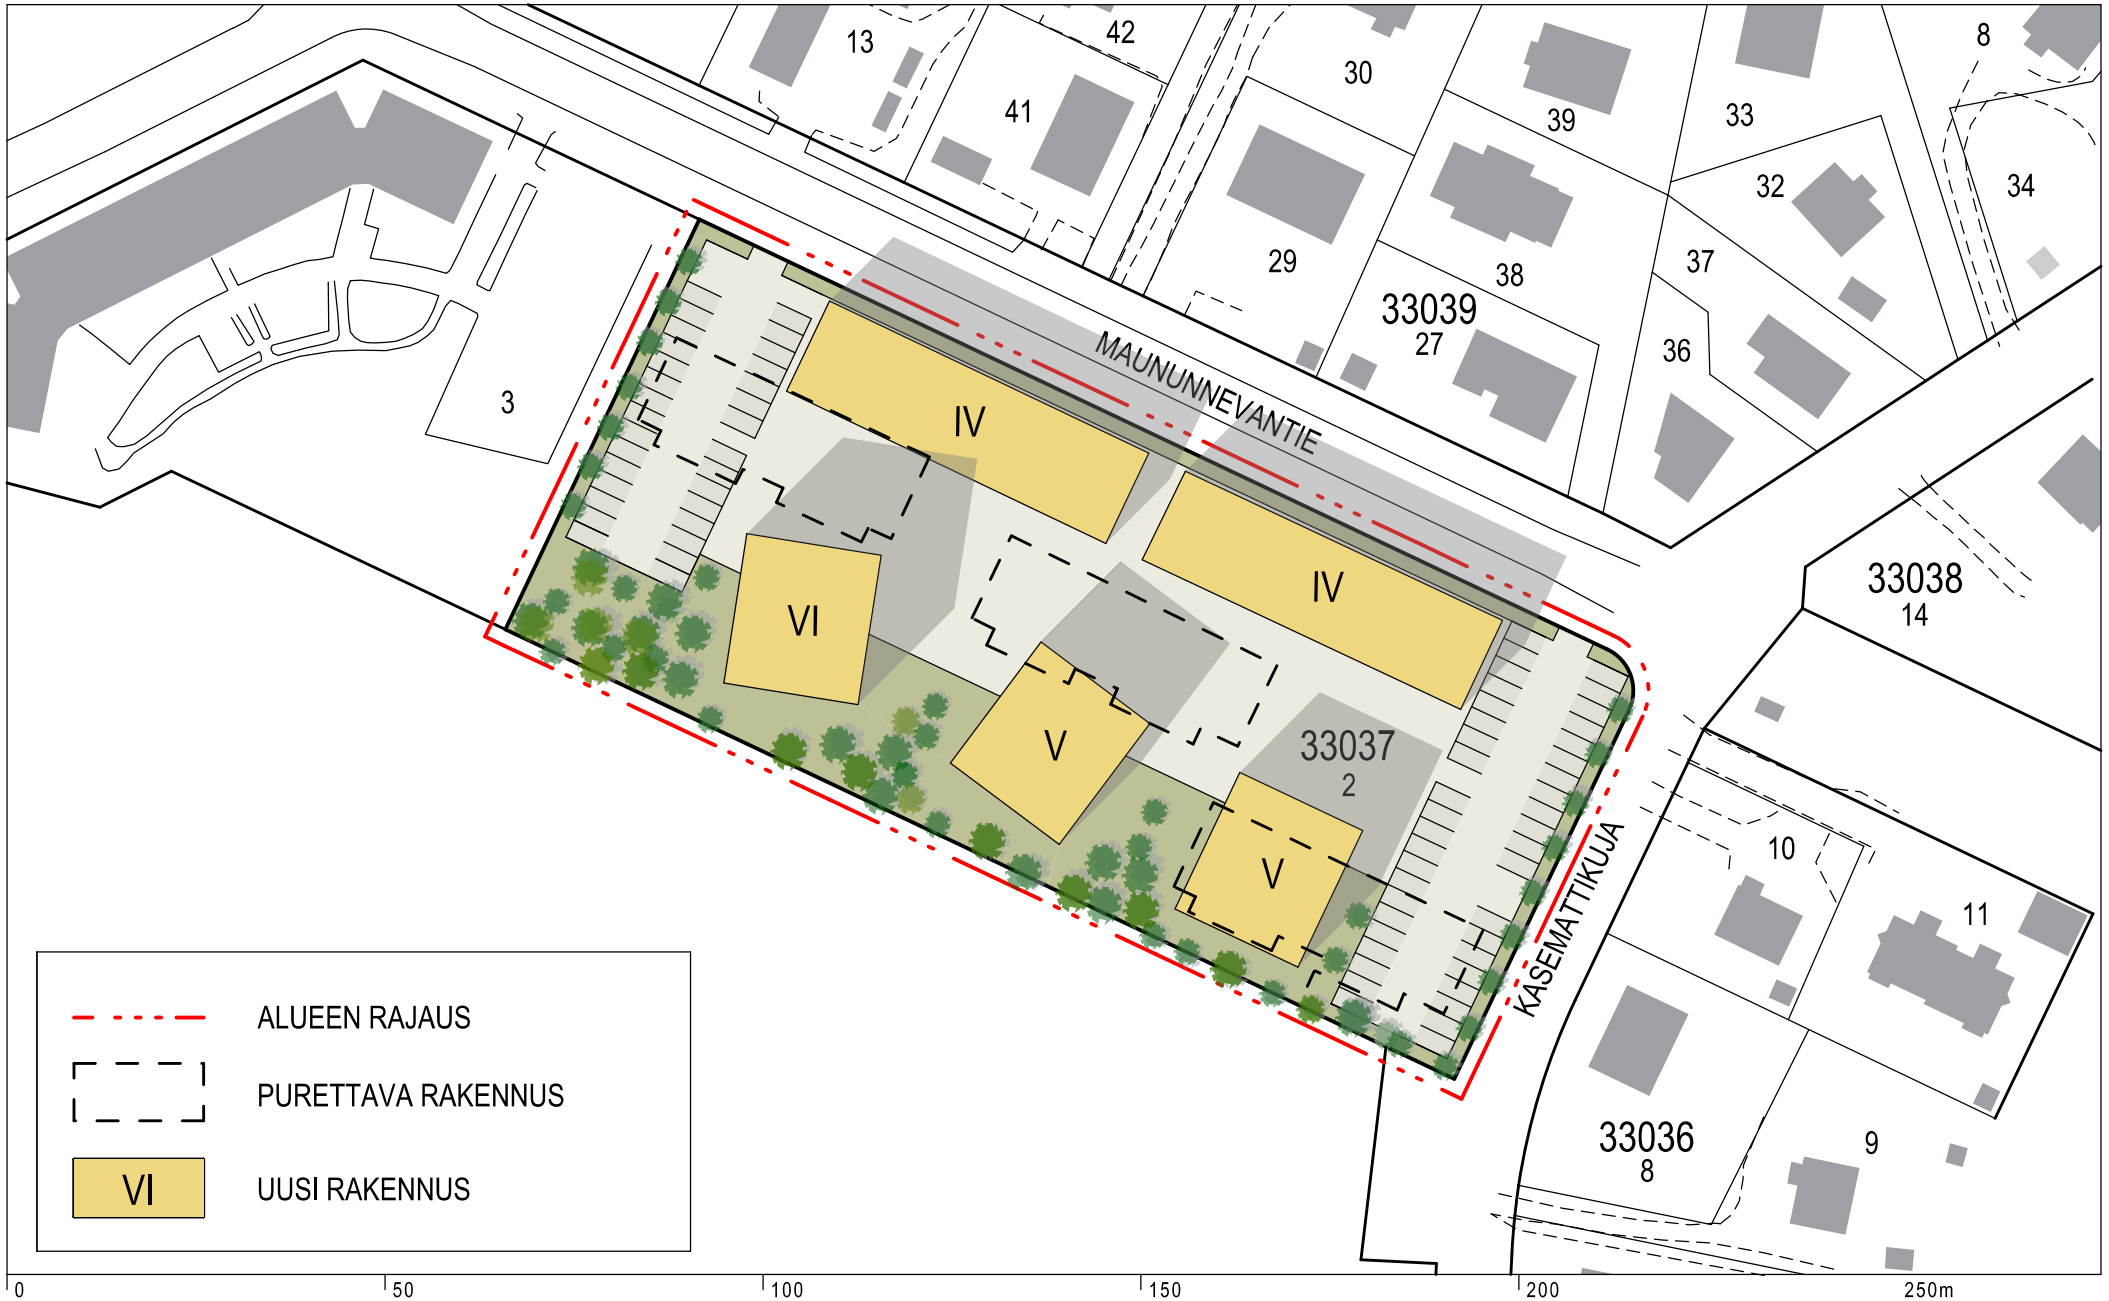 13
42
41
30
39
33
8
32
34
29
38
37
33039
27
36
MAUNUNNEVANTIE
3
IV
IV
VI
V
V
33037
2
33038
14
10
11
KASEMATTIKUJA
33036
8
9
ALUEEN RAJAUS
PURETTAVA RAKENNUS
VI UUSI RAKENNUS
0 50 100 150 200 250m